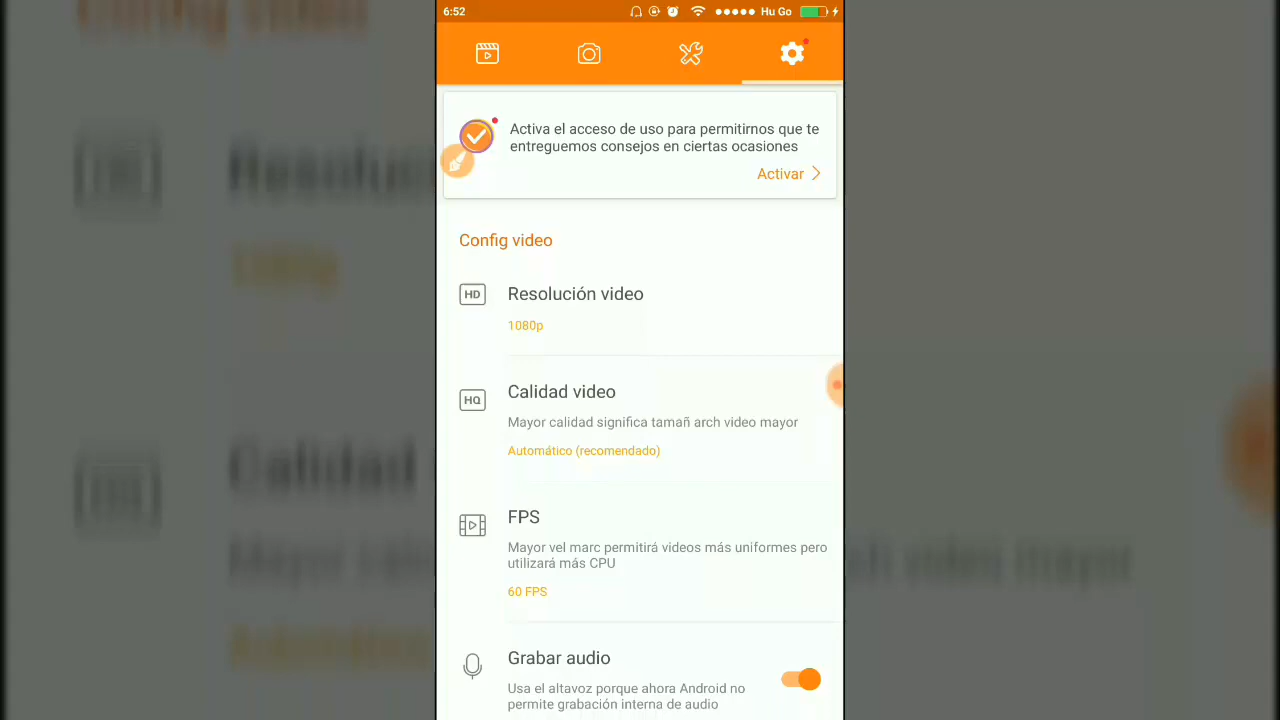 6:52
Hu Go
Activa el acceso de uso para permitirnos que te
entreguemos consejos en ciertas ocasiones
Activar
Config video
HD
Resolución video
1080p
HQ
Calidad video
Mayor calidad significa tamañ arch video mayor
Automático (recomendado)
FPS
Mayor vel marc permitirá videos más uniformes pero
utilizará más CPU
60 FPS
Grabar audio
Usa el altavoz porque ahora Android no
permite grabación interna de audio